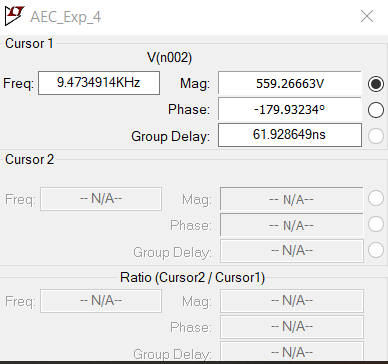 AEC_Exp_4
Cursor 1
V(n002)
Freq: 9.4734914KHz Mag: 559.26663V
Phase: -179.93234º
Group Delay: 61.928649ns
Cursor 2
Freq: -- N/A-- Mag: -- N/A--
Phase: -- N/A--
Group Delay: -- N/A--
Ratio (Cursor2 / Cursor1)
Freq: -- N/A-- Mag: -- N/A--
Phase: -- N/A--
Group Delay: -- N/A--